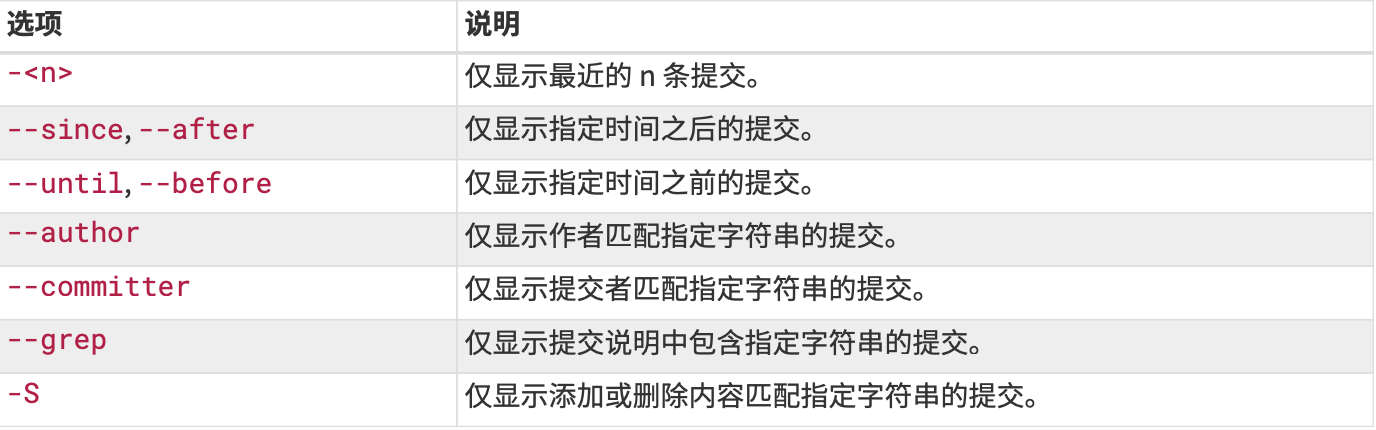 选项 说明
-<n> 仅显示最近的 n 条提交。
--since, --after 仅显示指定时间之后的提交。
--until, --before 仅显示指定时间之前的提交。
--author 仅显示作者匹配指定字符串的提交。
--committer 仅显示提交者匹配指定字符串的提交。
--grep 仅显示提交说明中包含指定字符串的提交。
-S 仅显示添加或删除内容匹配指定字符串的提交。